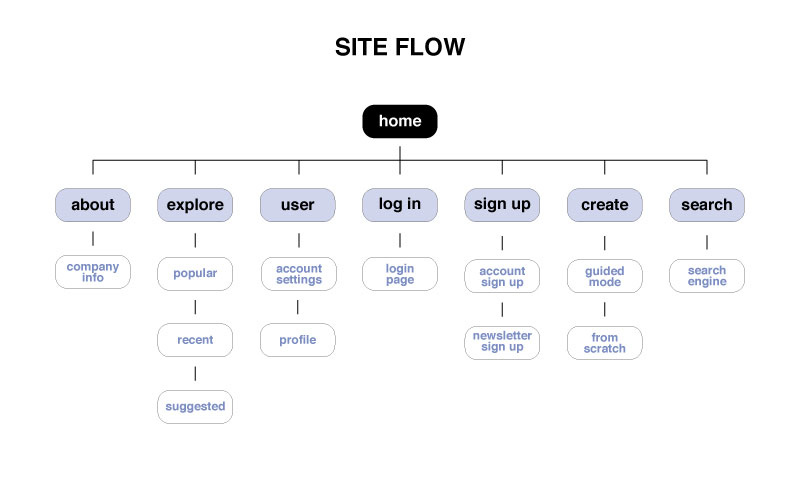 SITE FLOW
home
about
explore
user
log in
sign up
create
search
company
info
popular
account
settings
login
page
account
sign up
guided
mode
search
engine
recent
profile
newsletter
sign up
from
scratch
suggested